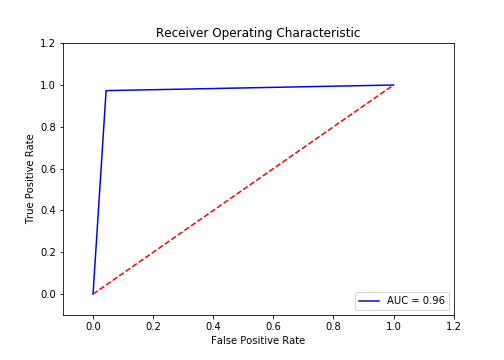 Receiver Operating Characteristic
1.2
1.0
0.8
0.6
0.4
0.2
0.0
True Positive Rate
AUC = 0.96
0.0 0.2 0.4 0.6 0.8 1.0 1.2
False Positive Rate